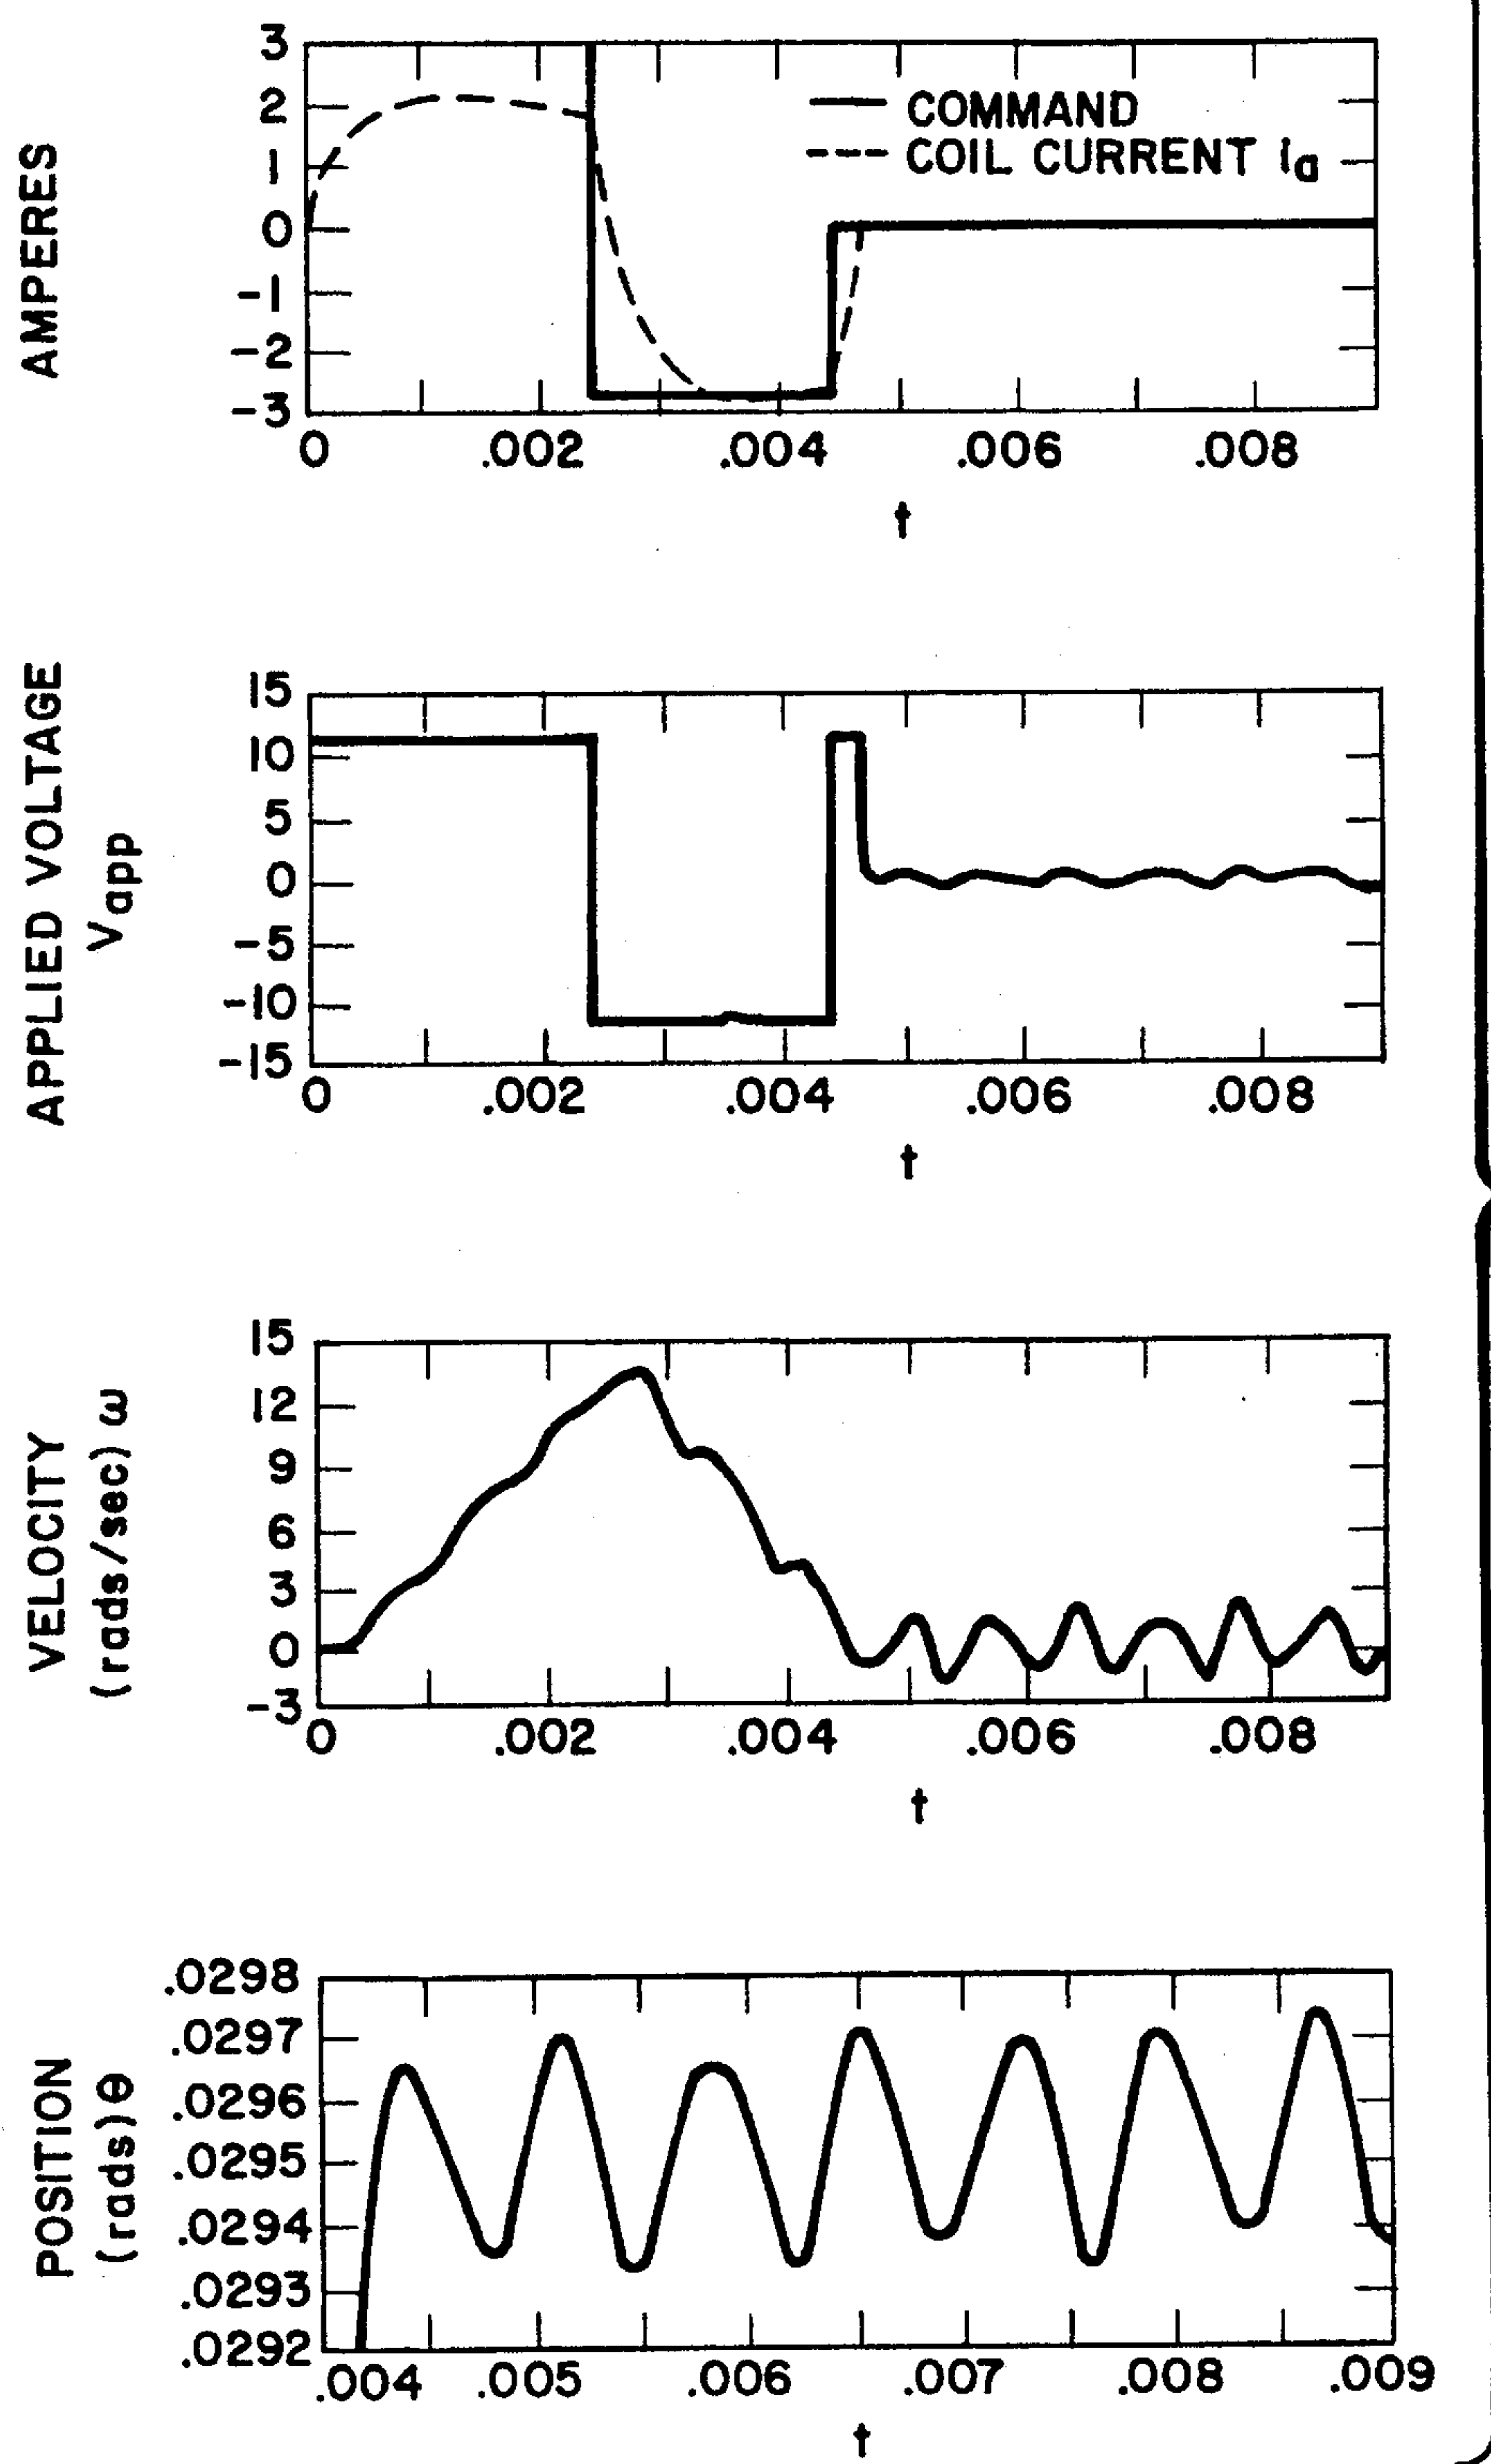 AMPERES
3
2
1
0
-1
-2
-3
COMMAND
COIL CURRENT ia
0 .002 .004 .006 .008
t
APPLIED VOLTAGE
Vapp
15
10
5
0
-5
-10
-15
0 .002 .004 .006 .008
t
VELOCITY
(rads/sec) ω
15
12
9
6
3
0
-3
0 .002 .004 .006 .008
t
POSITION
(rads) θ
.0298
.0297
.0296
.0295
.0294
.0293
.0292
.004 .005 .006 .007 .008 .009
t